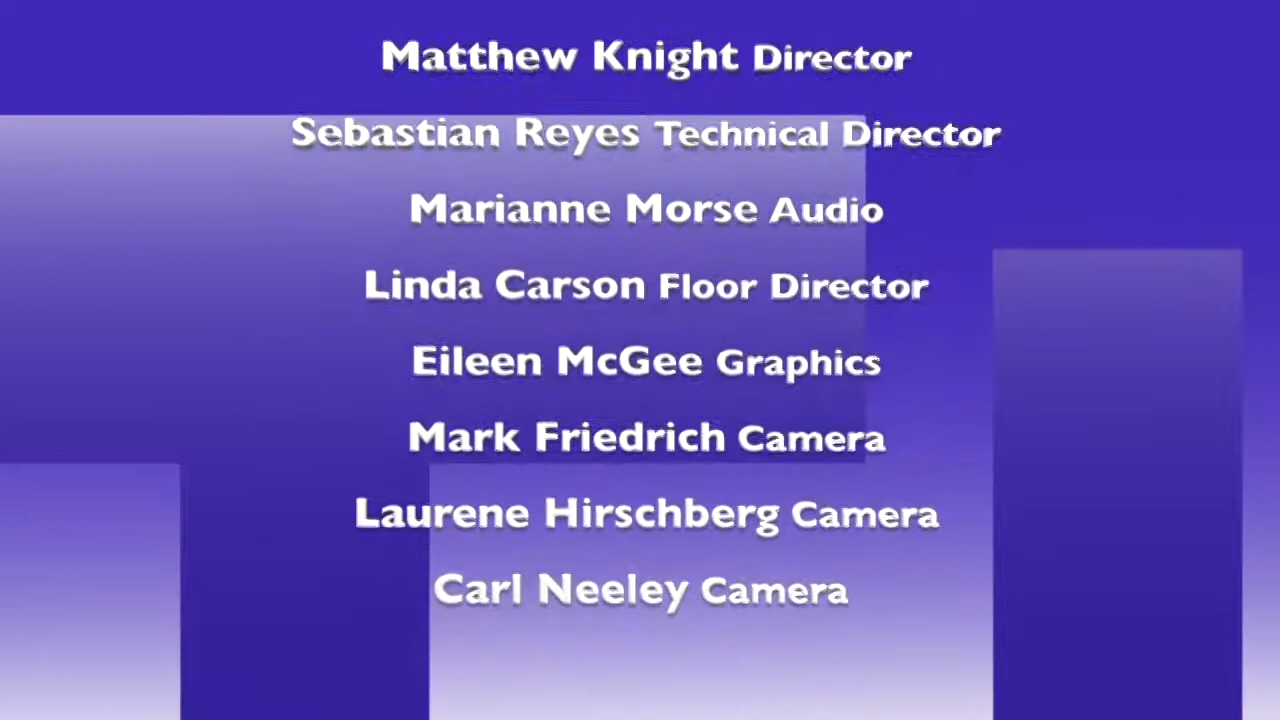 Matthew Knight Director
Sebastian Reyes Technical Director
Marianne Morse Audio
Linda Carson Floor Director
Eileen McGee Graphics
Mark Friedrich Camera
Laurene Hirschberg Camera
Carl Neeley Camera